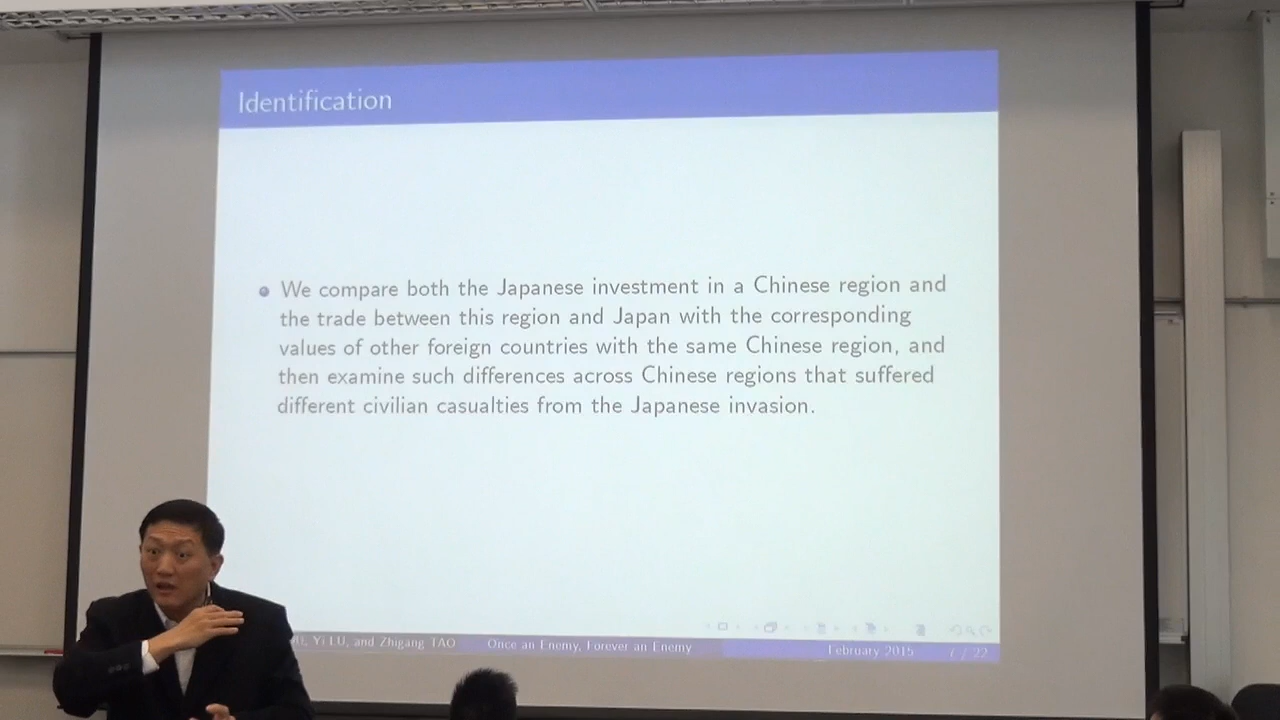 Identification
We compare both the Japanese investment in a Chinese region and
the trade between this region and Japan with the corresponding
values of other foreign countries with the same Chinese region, and
then examine such differences across Chinese regions that suffered
different civilian casualties from the Japanese invasion.
Yi LU, and Zhigang TAO Once an Enemy, Forever an Enemy February 2015 7 / 22